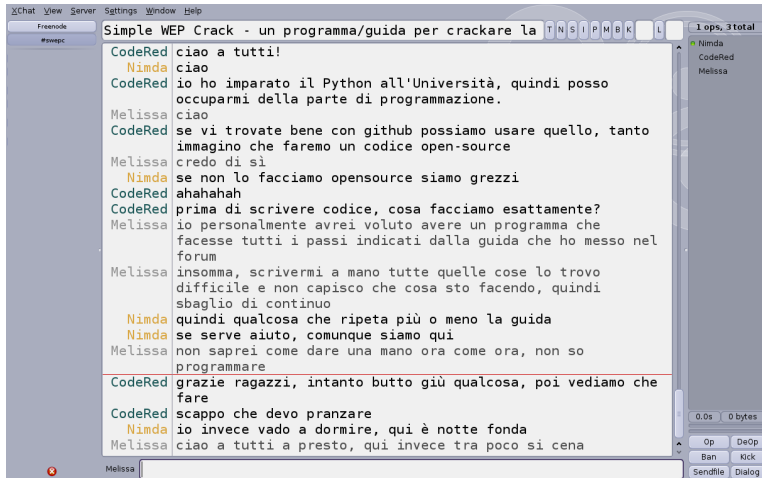 XChat View Server Settings Window Help
Freenode
#swepc
Simple WEP Crack - un programma/guida per crackare la
T N S I P M B K L
1 ops, 3 total
Nimda
CodeRed
Melissa
CodeRed ciao a tutti!
Nimda ciao
CodeRed io ho imparato il Python all'Università, quindi posso
occuparmi della parte di programmazione.
Melissa ciao
CodeRed se vi trovate bene con github possiamo usare quello, tanto
immagino che faremo un codice open-source
Melissa credo di sì
Nimda se non lo facciamo opensource siamo grezzi
CodeRed ahahahah
CodeRed prima di scrivere codice, cosa facciamo esattamente?
Melissa io personalmente avrei voluto avere un programma che
facesse tutti i passi indicati dalla guida che ho messo nel
forum
Melissa insomma, scrivermi a mano tutte quelle cose lo trovo
difficile e non capisco che cosa sto facendo, quindi
sbaglio di continuo
Nimda quindi qualcosa che ripeta più o meno la guida
Nimda se serve aiuto, comunque siamo qui
Melissa non saprei come dare una mano ora come ora, non so
programmare
CodeRed grazie ragazzi, intanto butto giù qualcosa, poi vediamo che
fare
CodeRed scappo che devo pranzare
Nimda io invece vado a dormire, qui è notte fonda
Melissa ciao a tutti a presto, qui invece tra poco si cena
0.0s 0 bytes
Op DeOp
Ban Kick
Sendfile Dialog
Melissa